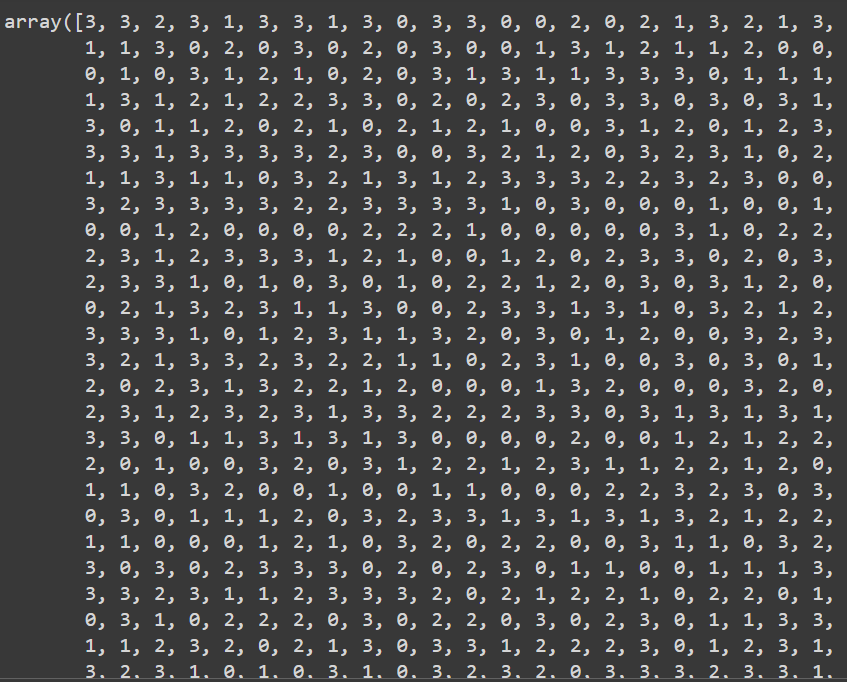 array([3, 3, 2, 3, 1, 3, 3, 1, 3, 0, 3, 3, 0, 0, 2, 0, 2, 1, 3, 2, 1, 3,
1, 1, 3, 0, 2, 0, 3, 0, 2, 0, 3, 0, 0, 1, 3, 1, 2, 1, 1, 2, 0, 0,
0, 1, 0, 3, 1, 2, 1, 0, 2, 0, 3, 1, 3, 1, 1, 3, 3, 3, 0, 1, 1, 1,
1, 3, 1, 2, 1, 2, 2, 3, 3, 0, 2, 0, 2, 3, 0, 3, 3, 0, 3, 0, 3, 1,
3, 0, 1, 1, 2, 0, 2, 1, 0, 2, 1, 2, 1, 0, 0, 3, 1, 2, 0, 1, 2, 3,
3, 3, 1, 3, 3, 3, 3, 2, 3, 0, 0, 3, 2, 1, 2, 0, 3, 2, 3, 1, 0, 2,
1, 1, 3, 1, 1, 0, 3, 2, 1, 3, 1, 2, 3, 3, 3, 2, 2, 3, 2, 3, 0, 0,
3, 2, 3, 3, 3, 3, 2, 2, 3, 3, 3, 3, 1, 0, 3, 0, 0, 0, 1, 0, 0, 1,
0, 0, 1, 2, 0, 0, 0, 0, 2, 2, 2, 1, 0, 0, 0, 0, 0, 3, 1, 0, 2, 2,
2, 3, 1, 2, 3, 3, 3, 1, 2, 1, 0, 0, 1, 2, 0, 2, 3, 3, 0, 2, 0, 3,
2, 3, 3, 1, 0, 1, 0, 3, 0, 1, 0, 2, 2, 1, 2, 0, 3, 0, 3, 1, 2, 0,
0, 2, 1, 3, 2, 3, 1, 1, 3, 0, 0, 2, 3, 3, 1, 3, 1, 0, 3, 2, 1, 2,
3, 3, 3, 1, 0, 1, 2, 3, 1, 1, 3, 2, 0, 3, 0, 1, 2, 0, 0, 3, 2, 3,
3, 2, 1, 3, 3, 2, 3, 2, 2, 1, 1, 0, 2, 3, 1, 0, 0, 3, 0, 3, 0, 1,
2, 0, 2, 3, 1, 3, 2, 2, 1, 2, 0, 0, 0, 1, 3, 2, 0, 0, 0, 3, 2, 0,
2, 3, 1, 2, 3, 2, 3, 1, 3, 3, 2, 2, 2, 3, 3, 0, 3, 1, 3, 1, 3, 1,
3, 3, 0, 1, 1, 3, 1, 3, 1, 3, 0, 0, 0, 0, 2, 0, 0, 1, 2, 1, 2, 2,
2, 0, 1, 0, 0, 3, 2, 0, 3, 1, 2, 2, 1, 2, 3, 1, 1, 2, 2, 1, 2, 0,
1, 1, 0, 3, 2, 0, 0, 1, 0, 0, 1, 1, 0, 0, 0, 2, 2, 3, 2, 3, 0, 3,
0, 3, 0, 1, 1, 1, 2, 0, 3, 2, 3, 3, 1, 3, 1, 3, 1, 3, 2, 1, 2, 2,
1, 1, 0, 0, 0, 1, 2, 1, 0, 3, 2, 0, 2, 2, 0, 0, 3, 1, 1, 0, 3, 2,
3, 0, 3, 0, 2, 3, 3, 3, 0, 2, 0, 2, 3, 0, 1, 1, 0, 0, 1, 1, 1, 3,
3, 3, 2, 3, 1, 1, 2, 3, 3, 3, 2, 0, 2, 1, 2, 2, 1, 0, 2, 2, 0, 1,
0, 3, 1, 0, 2, 2, 2, 0, 3, 0, 2, 2, 0, 3, 0, 2, 3, 0, 1, 1, 3, 3,
1, 1, 2, 3, 2, 0, 2, 1, 3, 0, 3, 3, 1, 2, 2, 2, 3, 0, 1, 2, 3, 1,
3, 2, 3, 1, 0, 1, 0, 3, 1, 0, 3, 2, 3, 2, 0, 3, 3, 3, 2, 3, 3, 1,